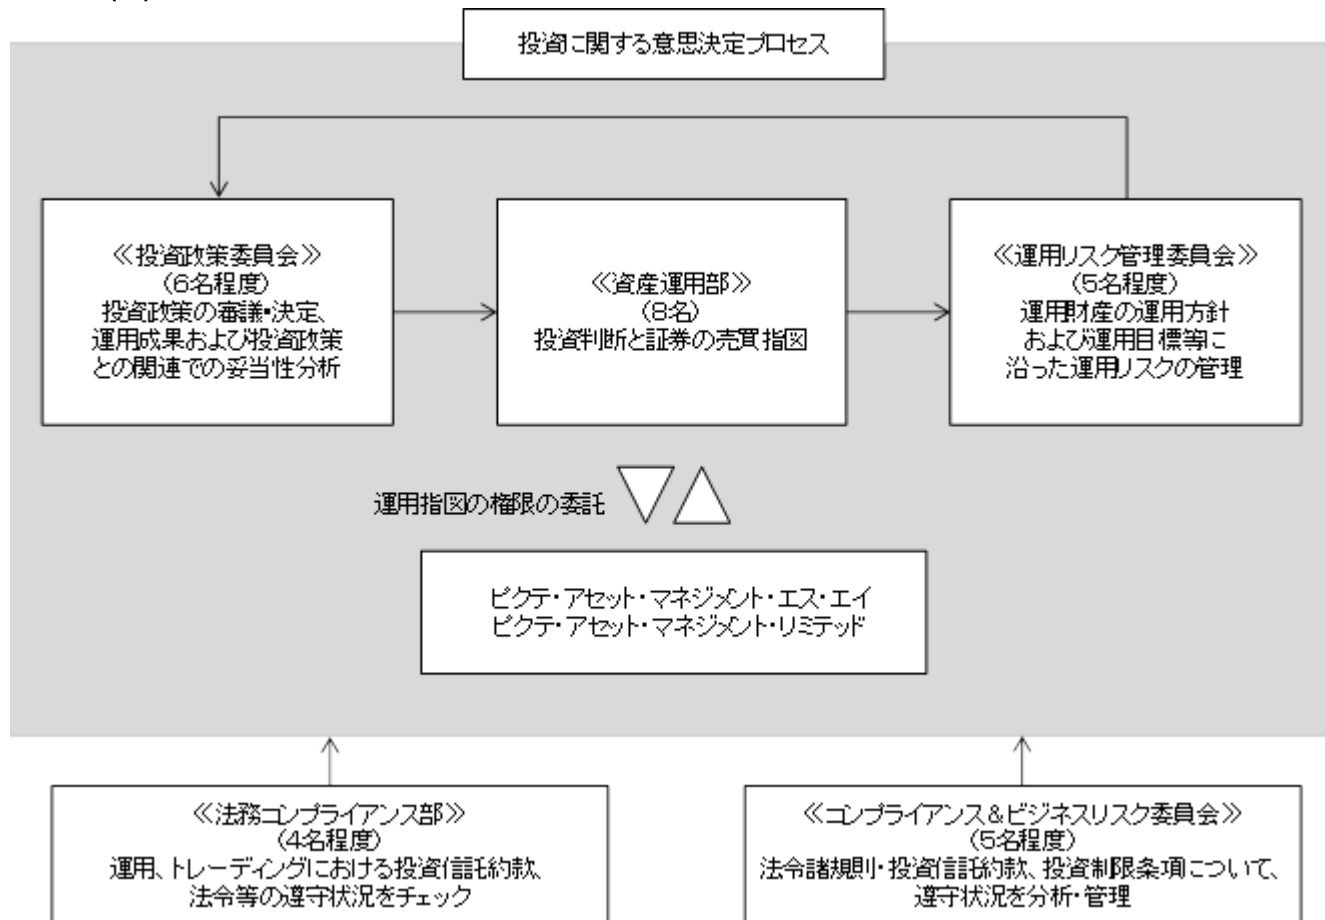 投資に関する意思決定プロセス
≪投資政策委員会≫
(6名程度)
投資政策の審議・決定、
運用成果および投資政策
との関連での妥当性分析
≪資産運用部≫
(8名)
投資判断と証券の売買指図
≪運用リスク管理委員会≫
(5名程度)
運用財産の運用方針
および運用目標等に
沿った運用リスクの管理
運用指図の権限の委託
ピクテ・アセット・マネジメント・エス・エイ
ピクテ・アセット・マネジメント・リミテッド
≪法務コンプライアンス部≫
(4名程度)
運用、トレーディングにおける投資信託約款、
法令等の遵守状況をチェック
≪コンプライアンス&ビジネスリスク委員会≫
(5名程度)
法令諸規則・投資信託約款、投資制限条項について、
遵守状況を分析・管理